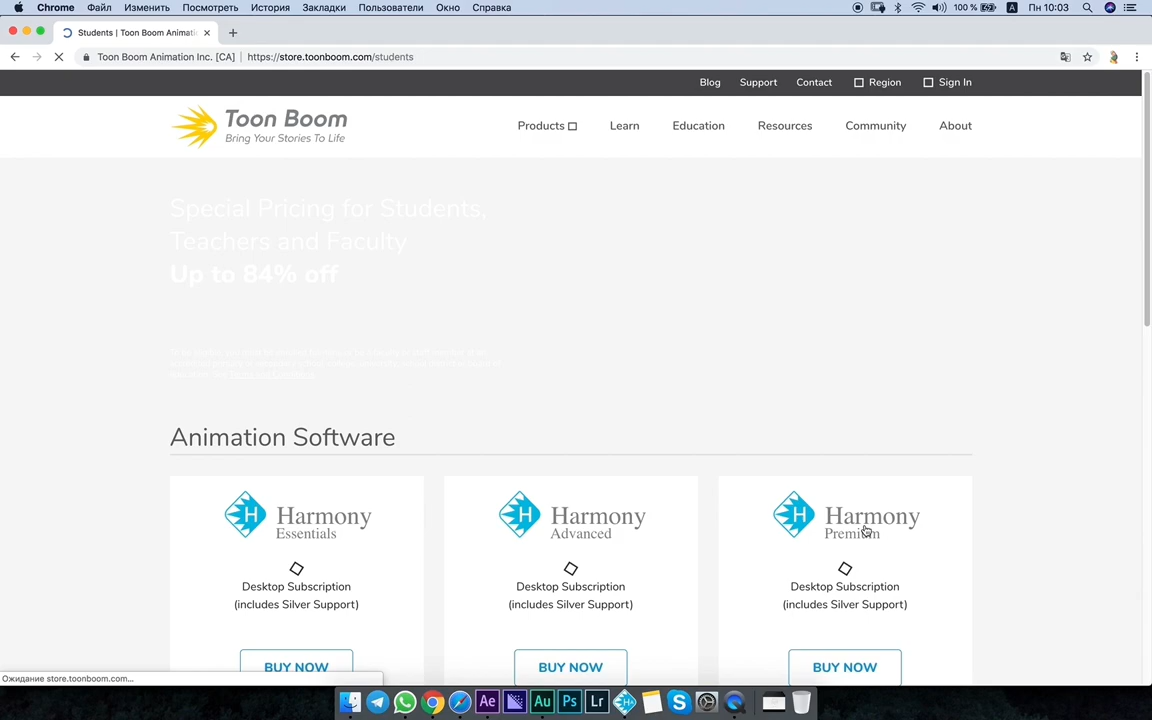 Chrome Файл Изменить Посмотреть История Закладки Пользователи Окно Справка 100 % A Пн 10:03
Students | Toon Boom Animati
Toon Boom Animation Inc. [CA] | https://store.toonboom.com/students
Blog Support Contact Region Sign In
Toon Boom
Bring Your Stories To Life
Products Learn Education Resources Community About
Special Pricing for Students,
Teachers and Faculty
Up to 84% off
Animation Software
H Harmony Essentials
H Harmony Advanced
H Harmony Premium
Desktop Subscription Desktop Subscription Desktop Subscription
(includes Silver Support) (includes Silver Support) (includes Silver Support)
BUY NOW BUY NOW BUY NOW
Ожидание store.toonboom.com...
Ae Au Ps Lr